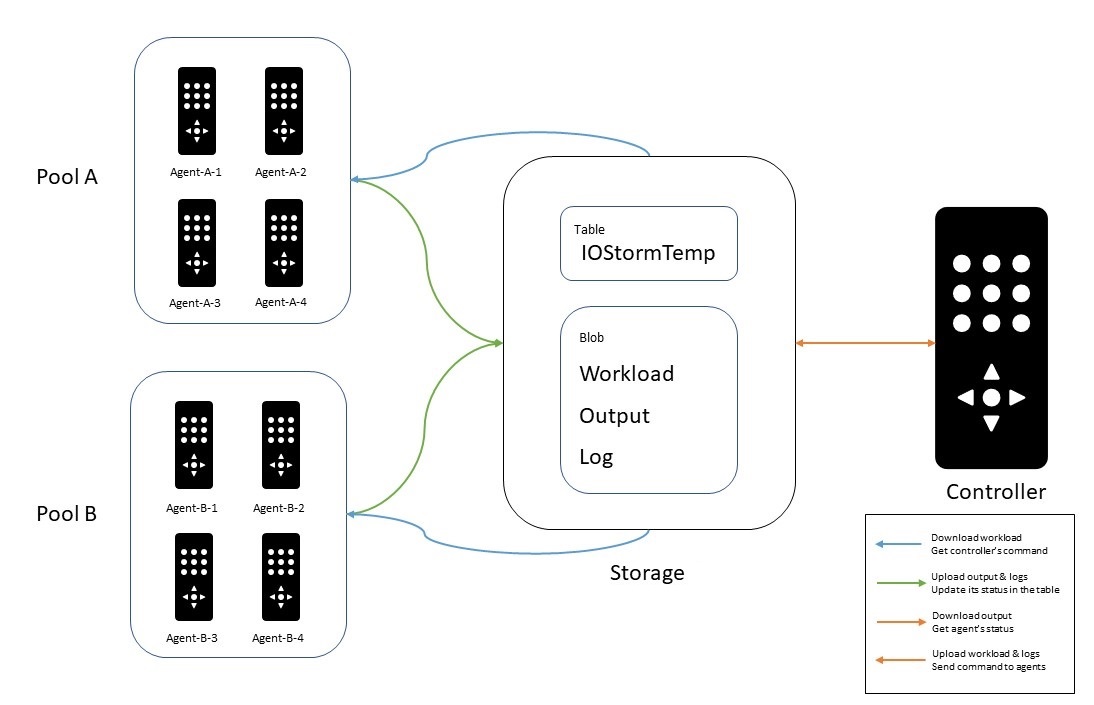 Pool A
Agent-A-1
Agent-A-2
Agent-A-3
Agent-A-4
Pool B
Agent-B-1
Agent-B-2
Agent-B-3
Agent-B-4
Table
IOStormTemp
Blob
Workload
Output
Log
Storage
Controller
Download workload
Get controller's command
Upload output & logs
Update its status in the table
Download output
Get agent's status
Upload workload & logs
Send command to agents